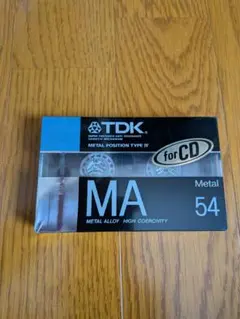 TDK
METAL POSITION TYPE IV
for CD
Metal
MA 54
METAL ALLOY HIGH COERCIVITY